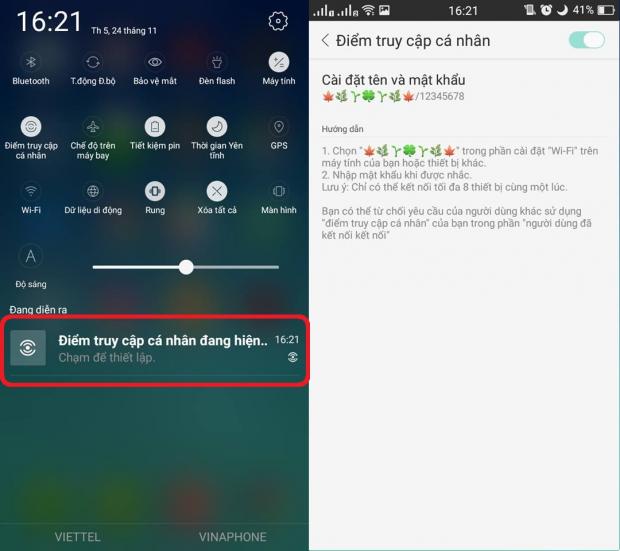 16:21
Th 5, 24 tháng 11
Bluetooth
T.động Đ.bộ
Bảo vệ mắt
Đèn flash
Máy tính
Điểm truy cập
cá nhân
Chế độ trên
máy bay
Tiết kiệm pin
Thời gian Yên
tĩnh
GPS
Wi-Fi
Dữ liệu di động
Rung
Xóa tất cả
Màn hình
A
Độ sáng
Đang diễn ra
Điểm truy cập cá nhân đang hiện..
16:21
Chạm để thiết lập.
VIETTEL
VINAPHONE
16:21
41%
Điểm truy cập cá nhân
Cài đặt tên và mật khẩu
🍁🌿🌱🍀🌱🌿🍁/12345678
Hướng dẫn
1. Chọn "🍁🌿🌱🍀🌱🌿🍁" trong phần cài đặt "Wi-Fi" trên
máy tính của bạn hoặc thiết bị khác.
2. Nhập mật khẩu khi được nhắc.
Lưu ý: Chỉ có thể kết nối tối đa 8 thiết bị cùng một lúc.
Bạn có thể từ chối yêu cầu của người dùng khác sử dụng
"điểm truy cập cá nhân" của bạn trong phần "người dùng đã
kết nối kết nối"